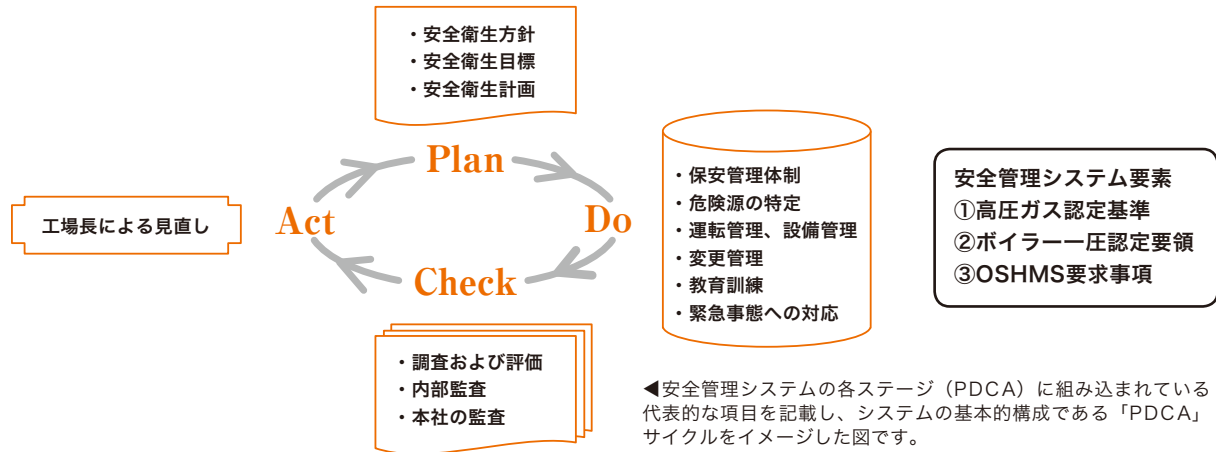 ・安全衛生方針
・安全衛生目標
・安全衛生計画
Plan
Do
Check
Act
工場長による見直し
・保安管理体制
・危険源の特定
・運転管理、設備管理
・変更管理
・教育訓練
・緊急事態への対応
・調査および評価
・内部監査
・本社の監査
安全管理システム要素
①高圧ガス認定基準
②ボイラー一圧認定要領
③OSHMS要求事項
◀安全管理システムの各ステージ（PDCA）に組み込まれている
代表的な項目を記載し、システムの基本的構成である「PDCA」
サイクルをイメージした図です。